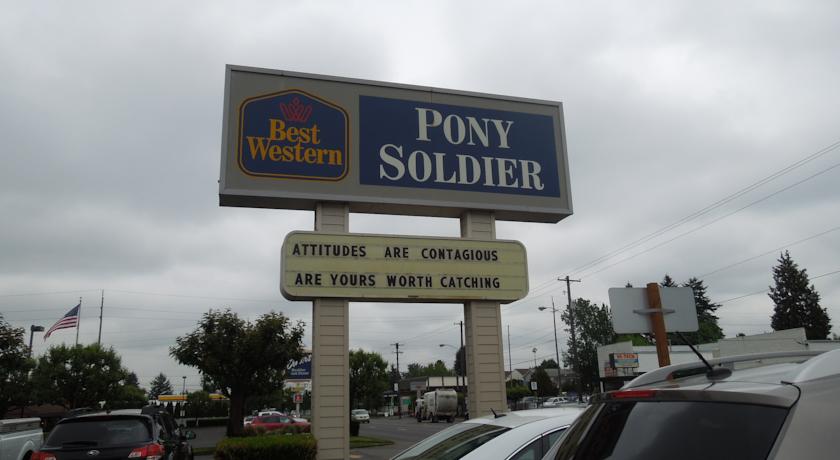 Best
Western
PONY
SOLDIER
ATTITUDES ARE CONTAGIOUS
ARE YOURS WORTH CATCHING